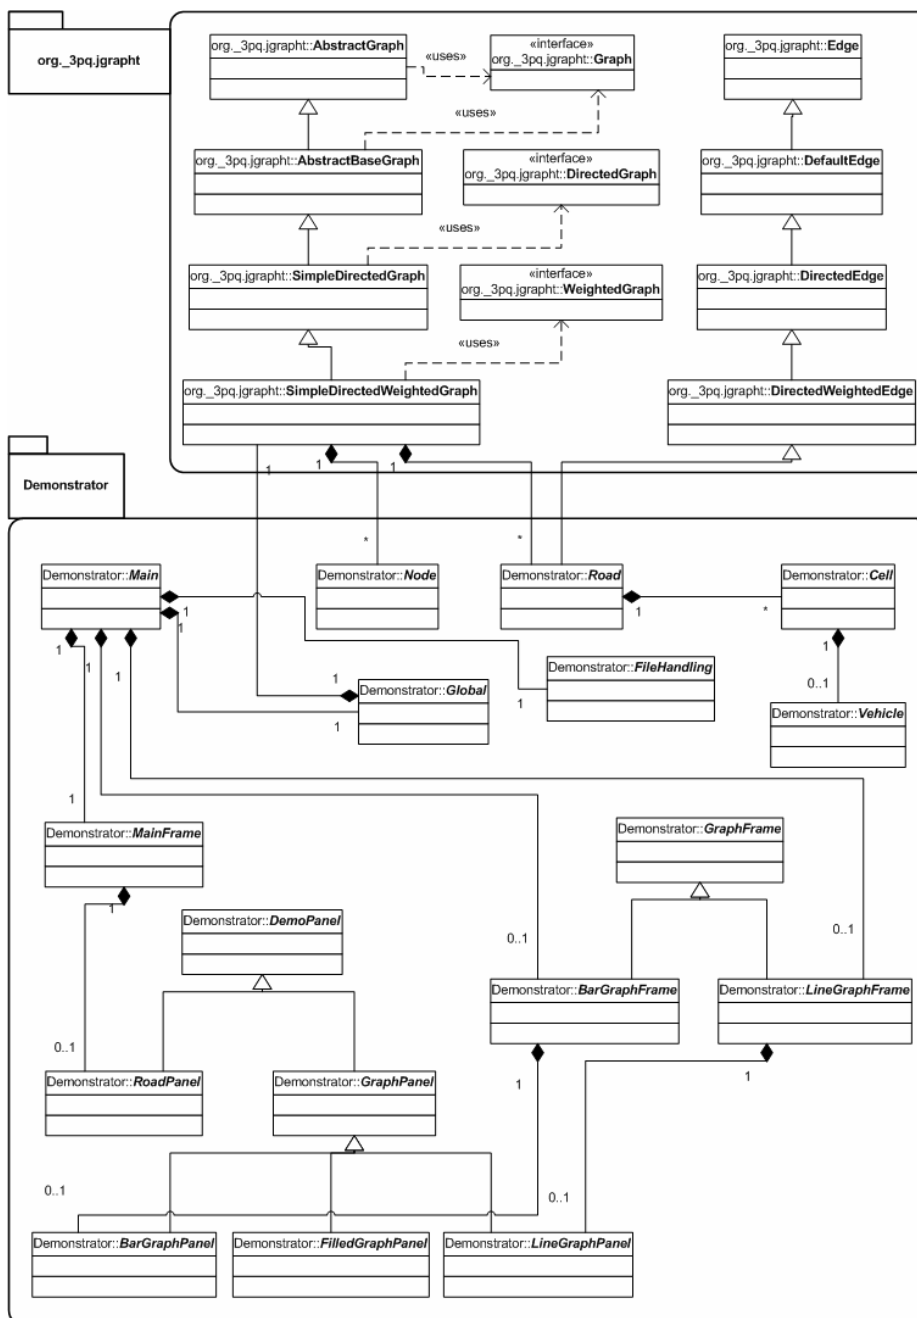 org._3pq.jgrapht
org._3pq.jgrapht::AbstractGraph
«uses»
«interface»
org._3pq.jgrapht::Graph
org._3pq.jgrapht::Edge
«uses»
org._3pq.jgrapht::AbstractBaseGraph
«interface»
org._3pq.jgrapht::DirectedGraph
org._3pq.jgrapht::DefaultEdge
«uses»
org._3pq.jgrapht::SimpleDirectedGraph
«interface»
org._3pq.jgrapht::WeightedGraph
org._3pq.jgrapht::DirectedEdge
«uses»
org._3pq.jgrapht::SimpleDirectedWeightedGraph
org._3pq.jgrapht::DirectedWeightedEdge
1
1
1
Demonstrator
*
*
Demonstrator::Main
Demonstrator::Node
Demonstrator::Road
Demonstrator::Cell
1
1
1
*
1
1
1
1
1
Demonstrator::FileHandling
1
Demonstrator::Global
0..1
1
1
Demonstrator::Vehicle
1
Demonstrator::MainFrame
Demonstrator::GraphFrame
1
Demonstrator::DemoPanel
0..1
0..1
Demonstrator::BarGraphFrame
Demonstrator::LineGraphFrame
0..1
Demonstrator::RoadPanel
Demonstrator::GraphPanel
1
1
0..1
0..1
Demonstrator::BarGraphPanel
Demonstrator::FilledGraphPanel
Demonstrator::LineGraphPanel